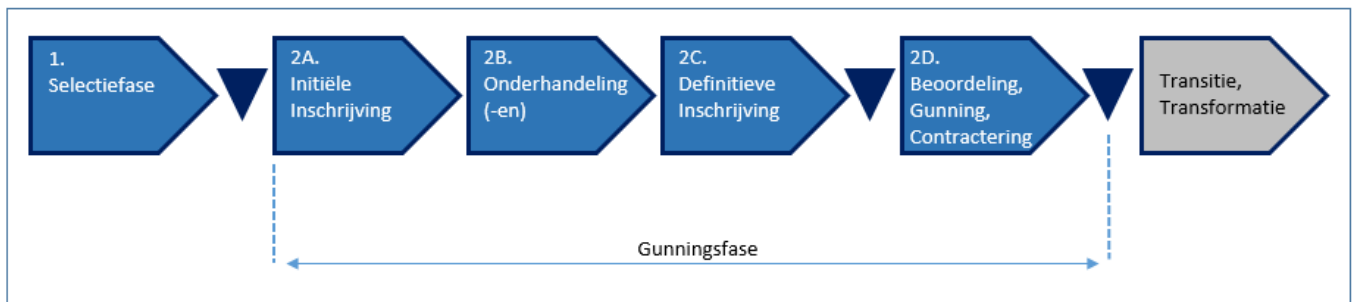 1.
Selectiefase
2A.
Initiële
Inschrijving
2B.
Onderhandeling
(-en)
2C.
Definitieve
Inschrijving
2D.
Beoordeling,
Gunning,
Contractering
Transitie,
Transformatie
Gunningsfase